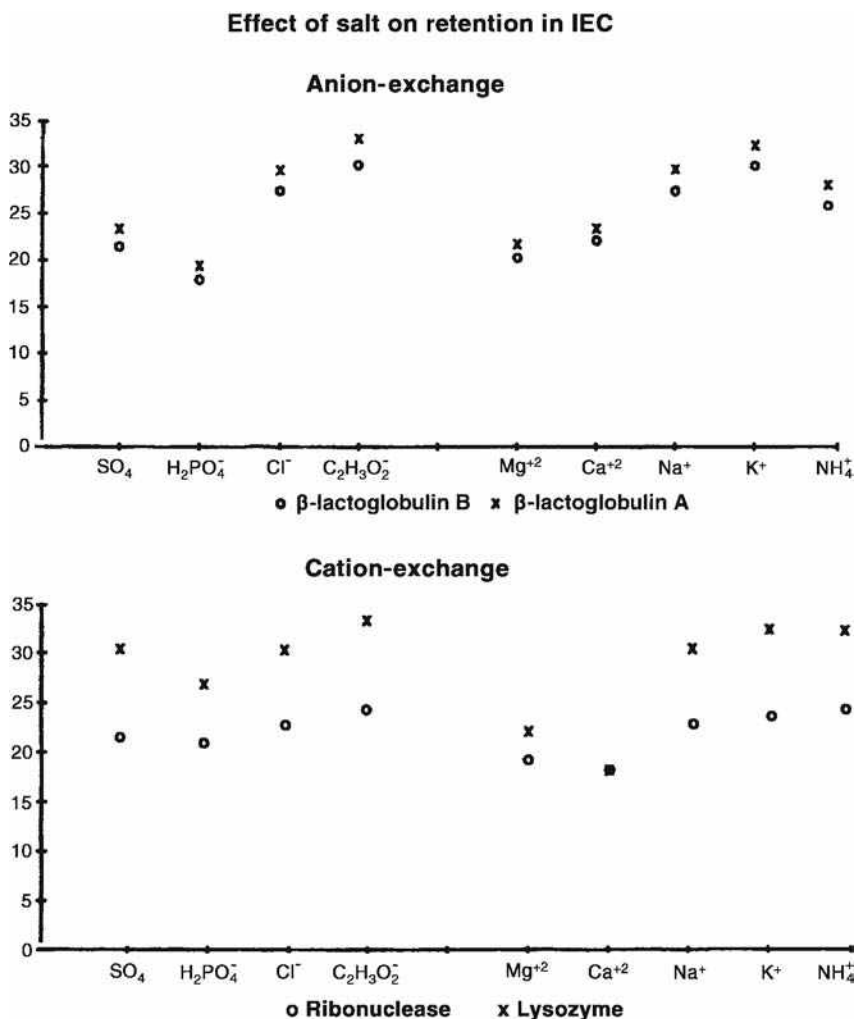 Effect of salt on retention in IEC
Anion-exchange
35
30
25
20
15
10
5
0
SO₄ H₂PO₄⁻ Cl⁻ C₂H₃O₂⁻ Mg⁺² Ca⁺² Na⁺ K⁺ NH₄⁺
o β-lactoglobulin B x β-lactoglobulin A
Cation-exchange
35
30
25
20
15
10
5
0
SO₄ H₂PO₄⁻ Cl⁻ C₂H₃O₂⁻ Mg⁺² Ca⁺² Na⁺ K⁺ NH₄⁺
o Ribonuclease x Lysozyme